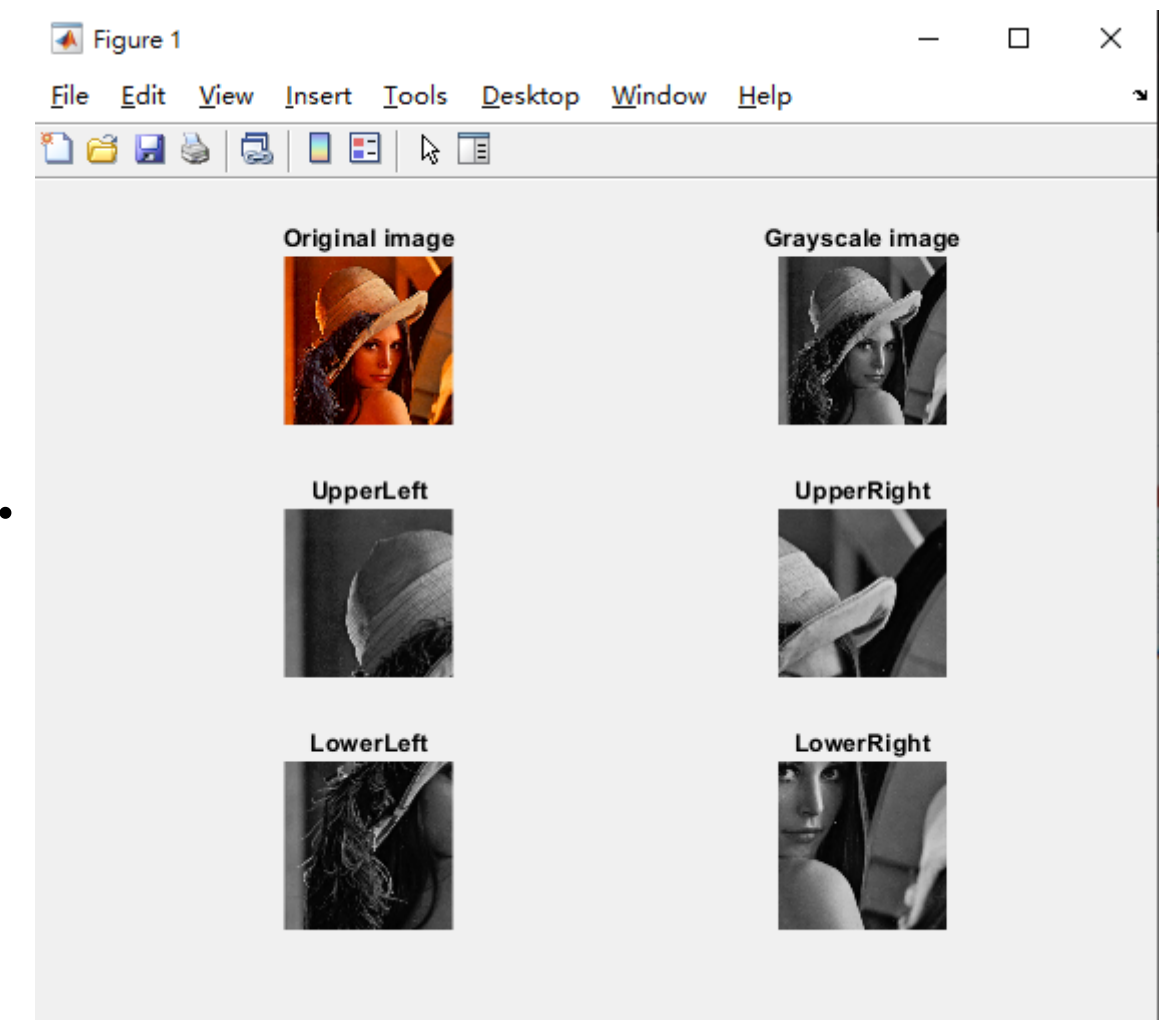 Figure 1
File Edit View Insert Tools Desktop Window Help
Original image Grayscale image
UpperLeft UpperRight
LowerLeft LowerRight